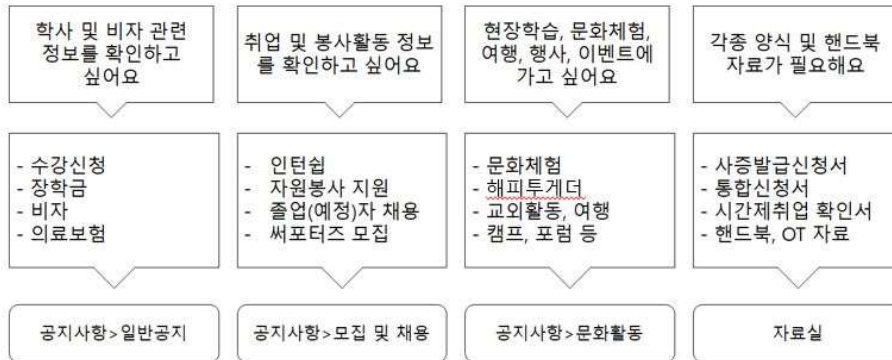 학사 및 비자 관련
정보를 확인하고
싶어요
취업 및 봉사활동 정보
를 확인하고 싶어요
현장학습, 문화체험,
여행, 행사, 이벤트에
가고 싶어요
각종 양식 및 핸드북
자료가 필요해요
- 수강신청
- 장학금
- 비자
- 의료보험
- 인턴쉽
- 자원봉사 지원
- 졸업(예정)자 채용
- 써포터즈 모집
- 문화체험
- 해피투게더
- 교외활동, 여행
- 캠프, 포럼 등
- 사증발급신청서
- 통합신청서
- 시간제취업 확인서
- 핸드북, OT 자료
공지사항>일반공지
공지사항>모집 및 채용
공지사항>문화활동
자료실